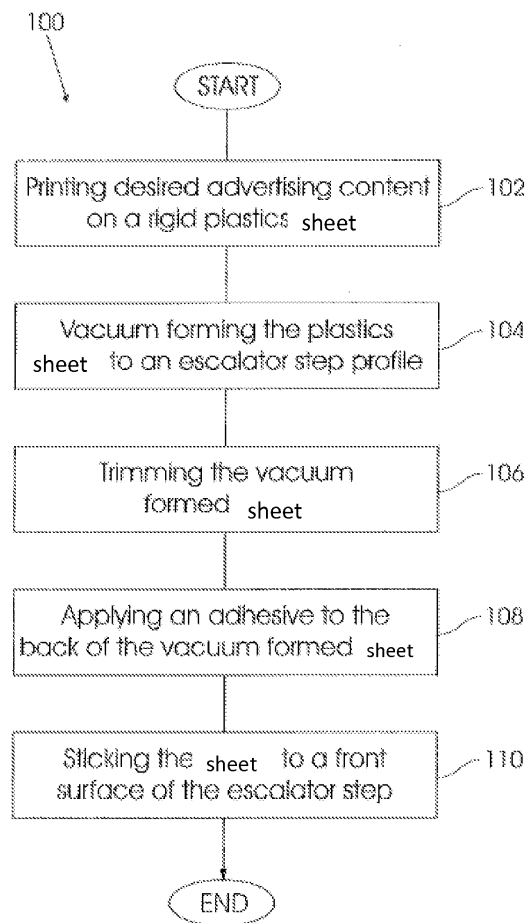 100
START
Printing desired advertising content
on a rigid plastics sheet
102
Vacuum forming the plastics
sheet to an escalator step profile
104
Trimming the vacuum
formed sheet
106
Applying an adhesive to the
back of the vacuum formed sheet
108
Sticking the sheet to a front
surface of the escalator step
110
END